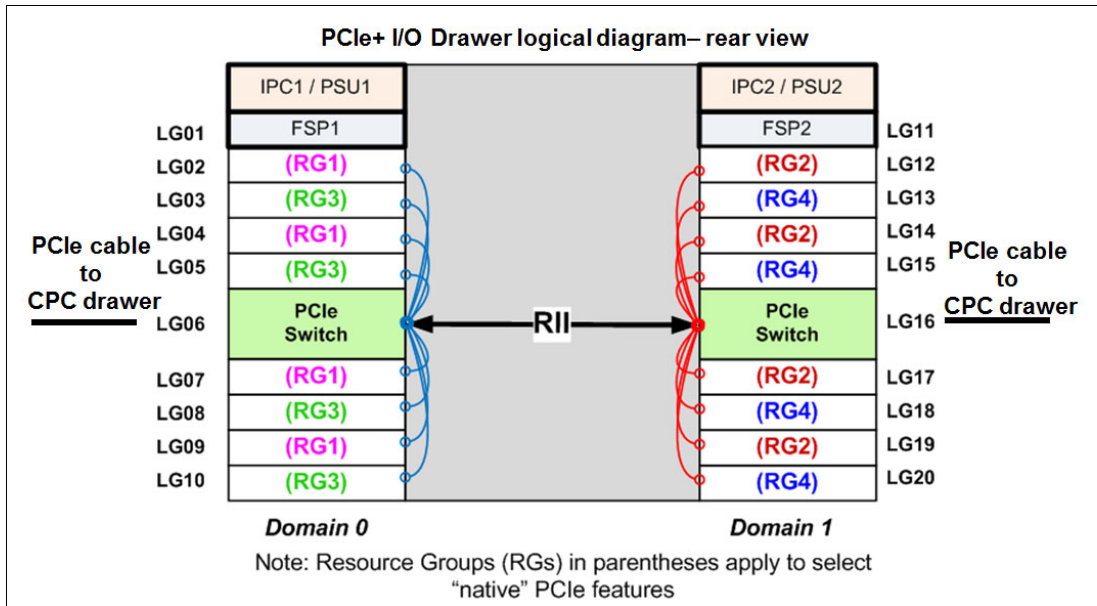 PCIe+ I/O Drawer logical diagram– rear view
IPC1 / PSU1
IPC2 / PSU2
LG01
FSP1
FSP2
LG11
LG02
(RG1)
(RG2)
LG12
LG03
(RG3)
(RG4)
LG13
LG04
(RG1)
(RG2)
LG14
LG05
(RG3)
(RG4)
LG15
PCIe cable
to
CPC drawer
LG06
PCIe
Switch
RII
PCIe
Switch
LG16
PCIe cable
to
CPC drawer
LG07
(RG1)
(RG2)
LG17
LG08
(RG3)
(RG4)
LG18
LG09
(RG1)
(RG2)
LG19
LG10
(RG3)
(RG4)
LG20
Domain 0
Domain 1
Note: Resource Groups (RGs) in parentheses apply to select
“native” PCIe features